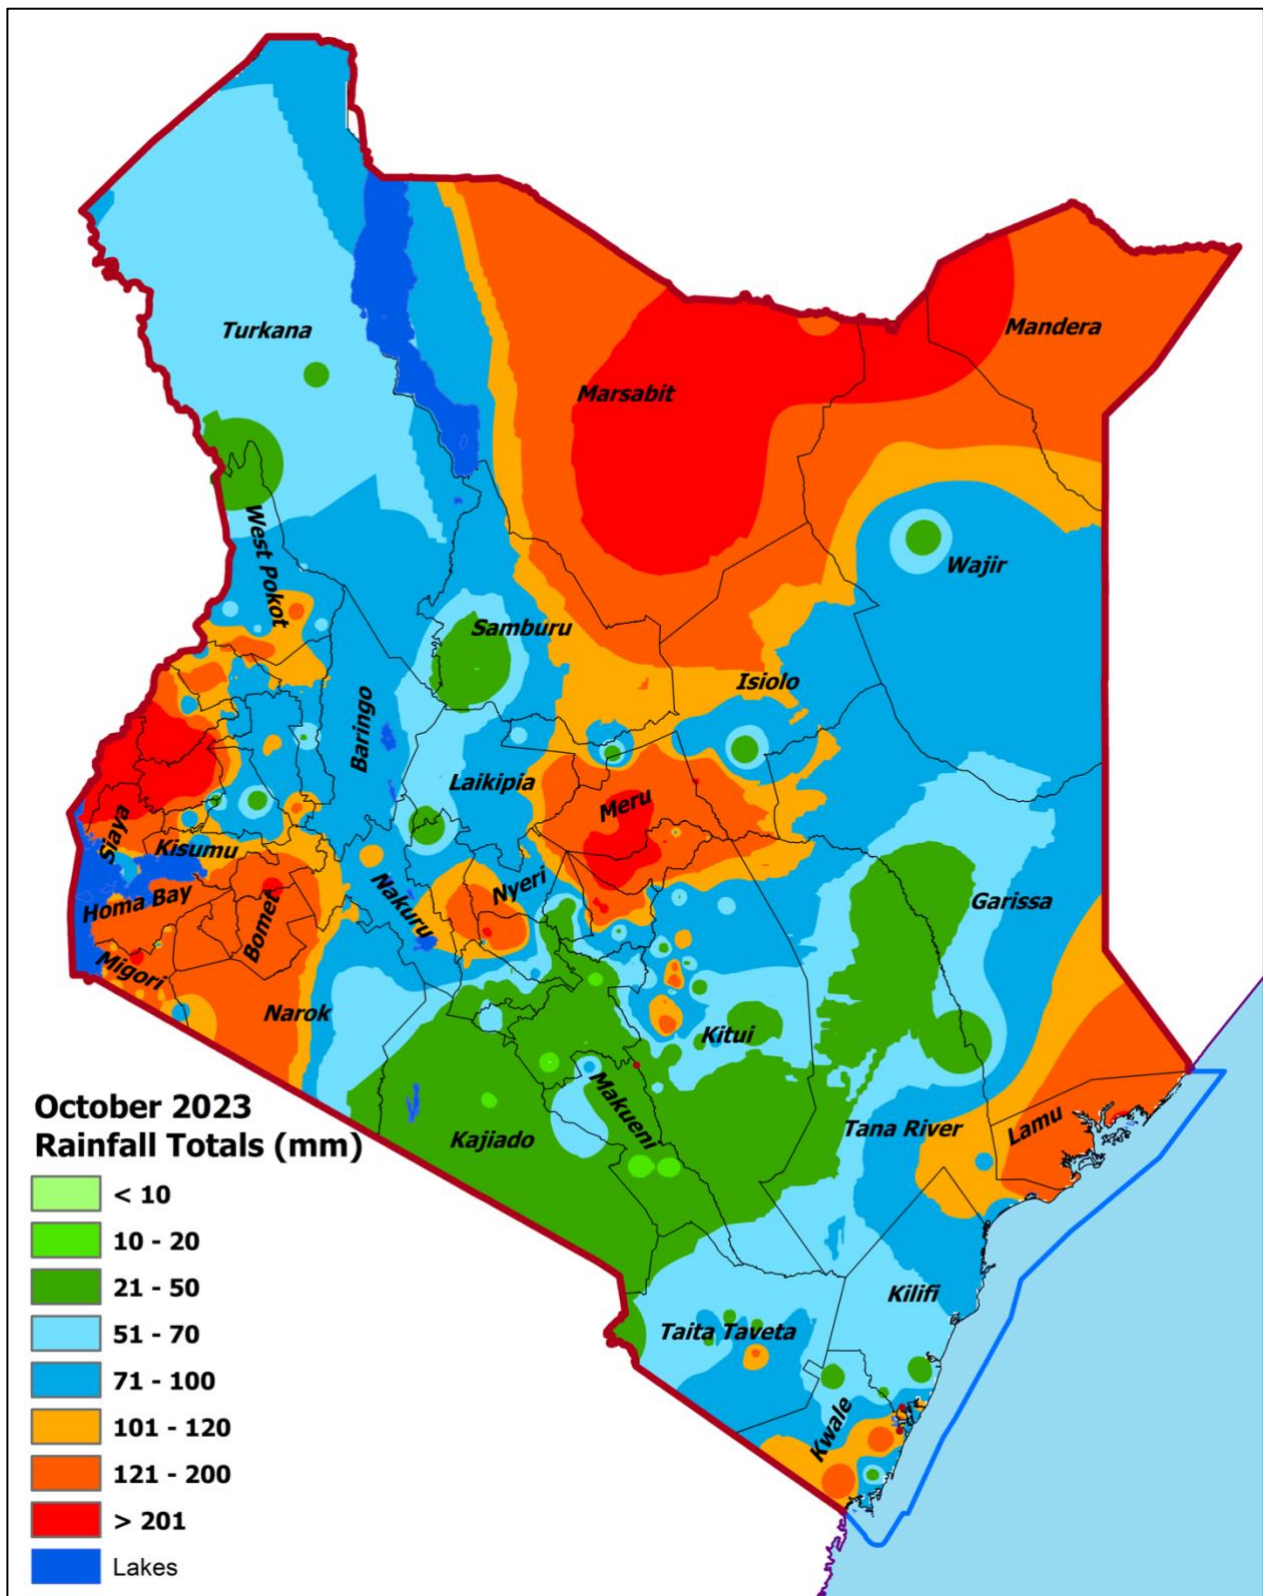 Turkana
Mandera
Marsabit
West Pokot
Wajir
Samburu
Isiolo
Baringo
Laikipia
Meru
Siaya
Kisumu
Nyeri
Nakuru
Homa Bay
Bomet
Garissa
Migori
Narok
Kitui
Makueni
Kajiado
Tana River
Lamu
Kilifi
Taita Taveta
Kwale
October 2023
Rainfall Totals (mm)
< 10
10 - 20
21 - 50
51 - 70
71 - 100
101 - 120
121 - 200
> 201
Lakes